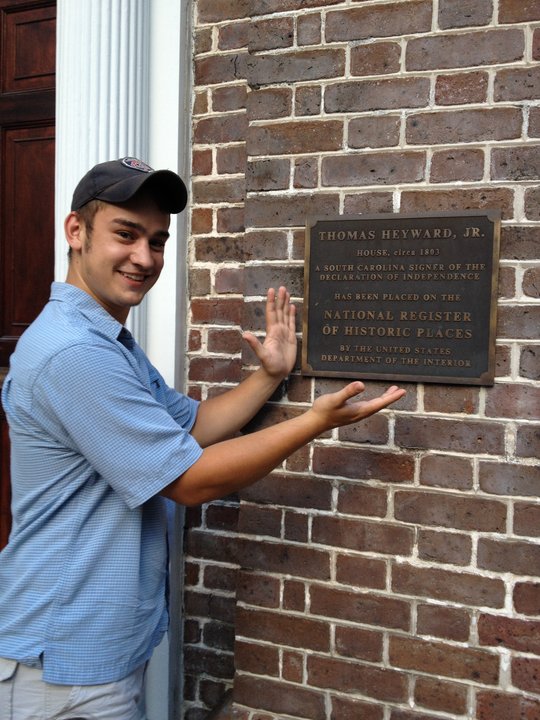 THOMAS HEYWARD, JR.
HOUSE, circa 1803
A SOUTH CAROLINA SIGNER OF THE
DECLARATION OF INDEPENDENCE
HAS BEEN PLACED ON THE
NATIONAL REGISTER
OF HISTORIC PLACES
BY THE UNITED STATES
DEPARTMENT OF THE INTERIOR